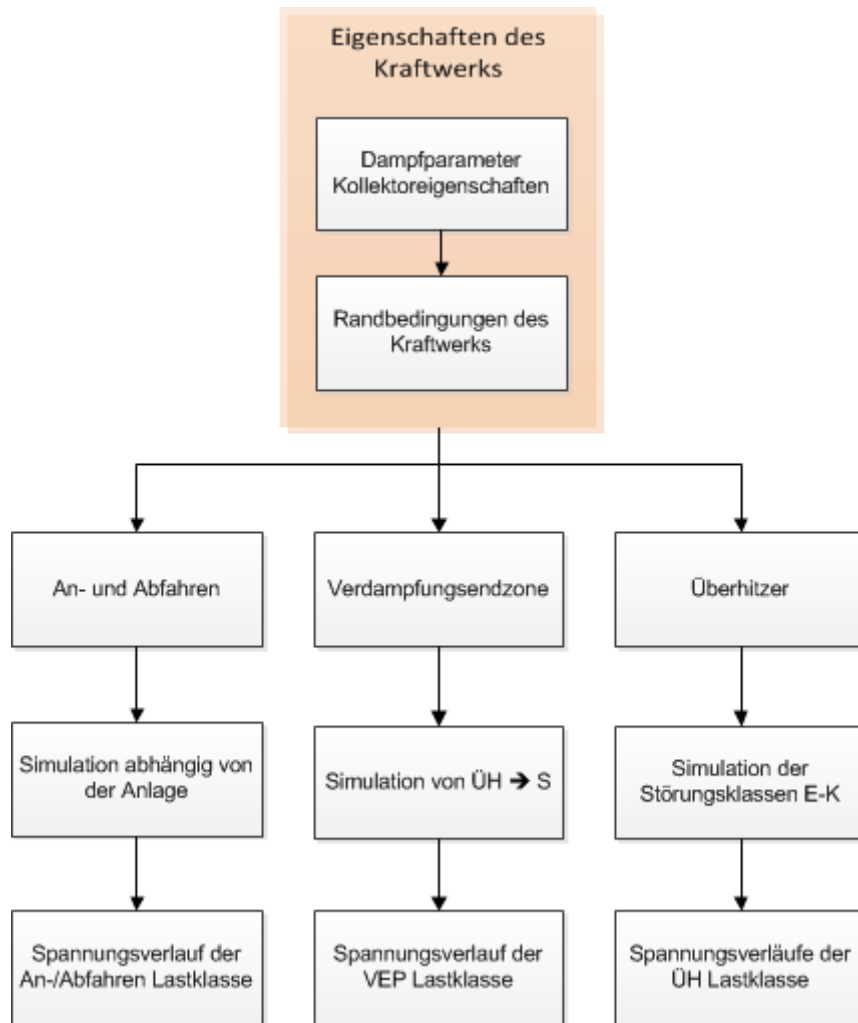 Eigenschaften des
Kraftwerks
Dampfparameter
Kollektoreigenschaften
Randbedingungen des
Kraftwerks
An- und Abfahren
Verdampfungsendzone
Überhitzer
Simulation abhängig von
der Anlage
Simulation von ÜH ➔ S
Simulation der
Störungsklassen E-K
Spannungsverlauf der
An-/Abfahren Lastklasse
Spannungsverlauf der
VEP Lastklasse
Spannungsverläufe der
ÜH Lastklasse